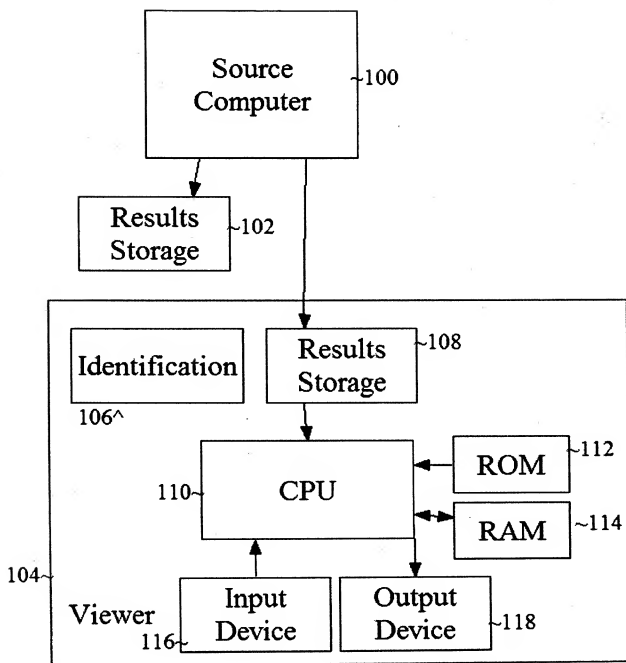 Source
Computer
~100
Results
Storage
~102
Identification
106^
Results
Storage
~108
110~
CPU
ROM
~112
RAM
~114
104~
Viewer
116~
Input
Device
Output
Device
~118